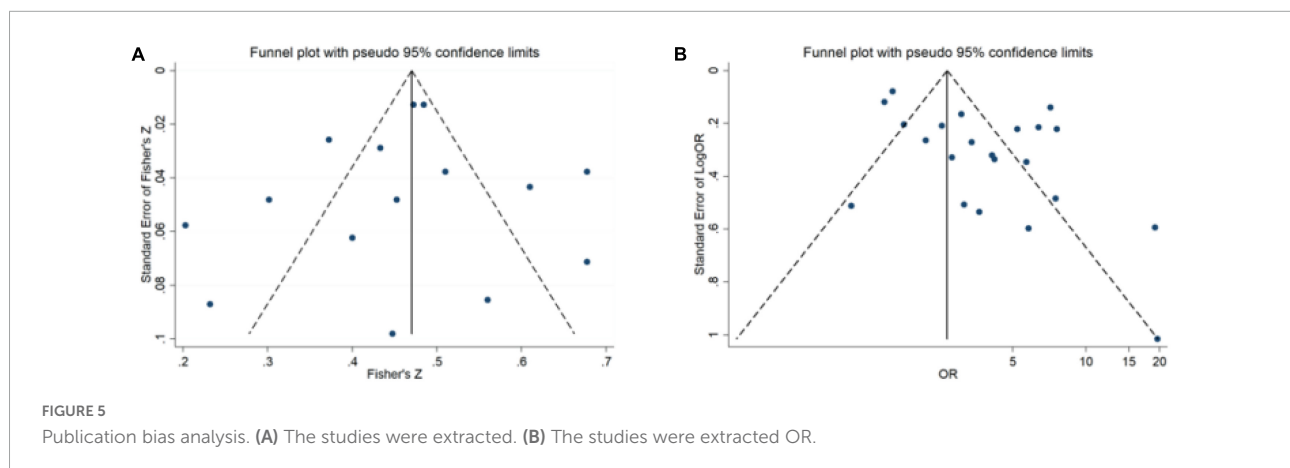 A
Funnel plot with pseudo 95% confidence limits
Standard Error of Fisher's Z
0
.02
.04
.06
.08
.1
.2
.3
.4
.5
.6
.7
Fisher's Z
B
Funnel plot with pseudo 95% confidence limits
Standard Error of LogOR
0
.2
.4
.6
.8
1
5
10
15
20
OR
FIGURE 5
Publication bias analysis. (A) The studies were extracted. (B) The studies were extracted OR.